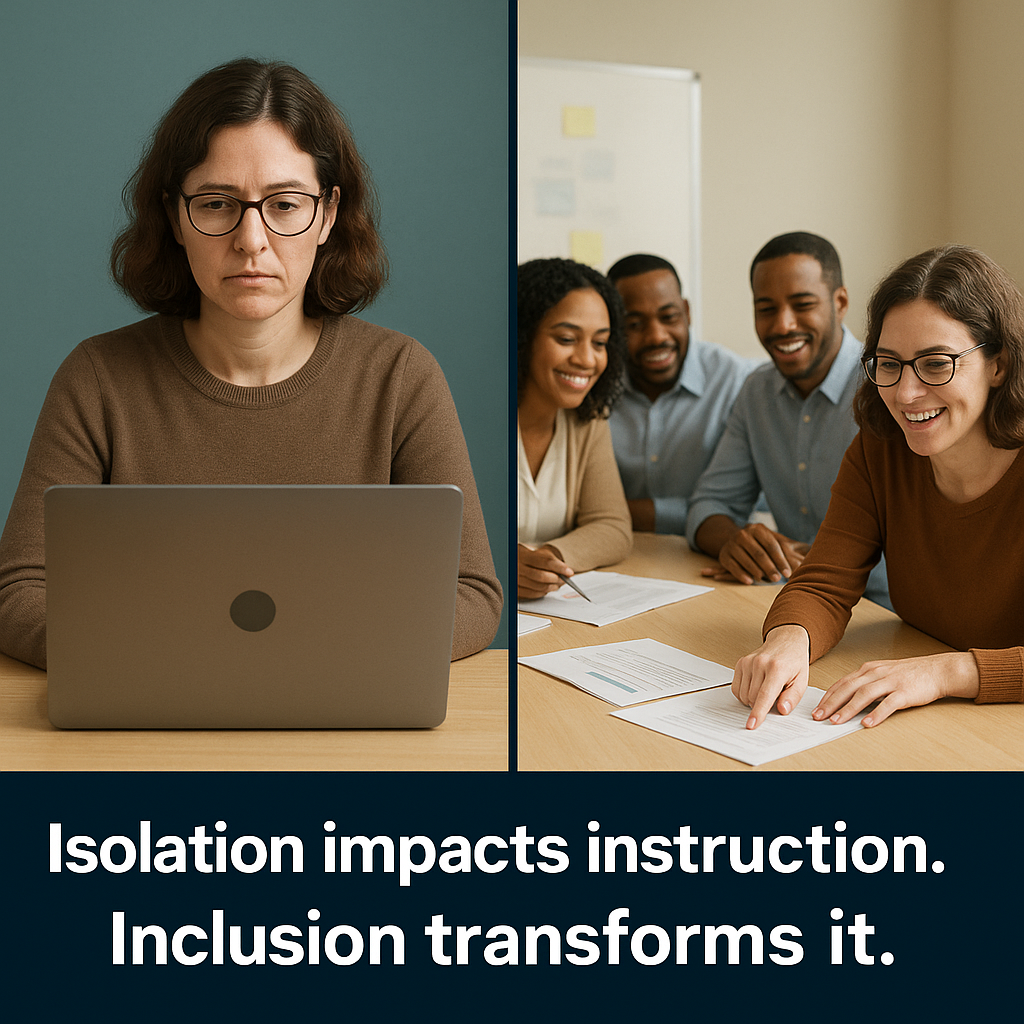 Isolation impacts instruction.
Inclusion transforms it.